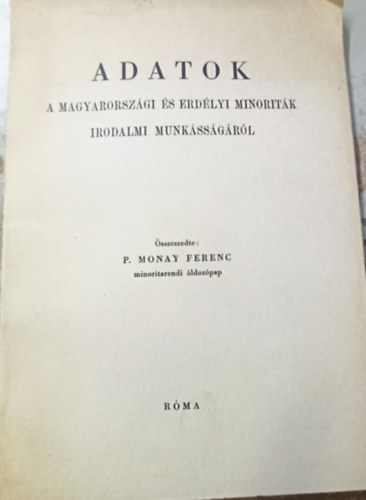 ADATOK
A MAGYARORSZÁGI ÉS ERDÉLYI MINORITÁK
IRODALMI MUNKÁSSÁGÁRÓL
Összeszedte:
P. MONAY FERENC
minoritarendi áldozópap
RÓMA